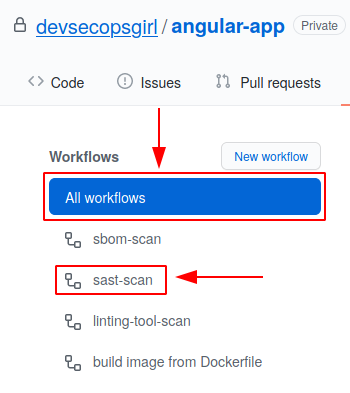 devsecopsgirl / angular-app Private
Code Issues Pull requests
Workflows New workflow
All workflows
sbom-scan
sast-scan
linting-tool-scan
build image from Dockerfile